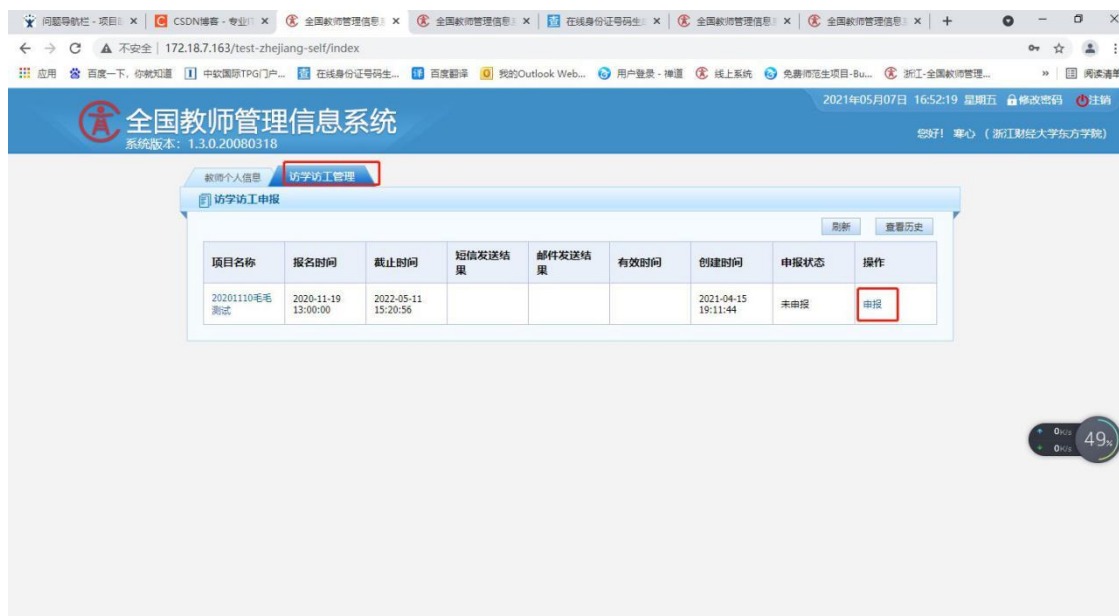 问题导航栏 - 项目
CSDN博客 - 专业IT
全国教师管理信息
全国教师管理信息
在线身份证号码生
全国教师管理信息
全国教师管理信息
不安全 | 172.18.7.163/test-zhejiang-self/index
应用 百度一下，你就知道 中软国际TPG门户... 在线身份证号码生... 百度翻译 我的Outlook Web... 用户登录 - 禅道 线上系统 免费师范生项目-Bu... 浙江-全国教师管理... » 阅读清单
2021年05月07日 16:52:19 星期五 修改密码 注销
全国教师管理信息系统
系统版本：1.3.0.20080318
您好! 寒心 ( 浙江财经大学东方学院)
教师个人信息 访学访工管理
访学访工申报
刷新 查看历史
项目名称 报名时间 截止时间 短信发送结果 邮件发送结果 有效时间 创建时间 申报状态 操作
20201110毛毛测试 2020-11-19 13:00:00 2022-05-11 15:20:56 2021-04-15 19:11:44 未申报 申报
0K/s
0K/s
49%